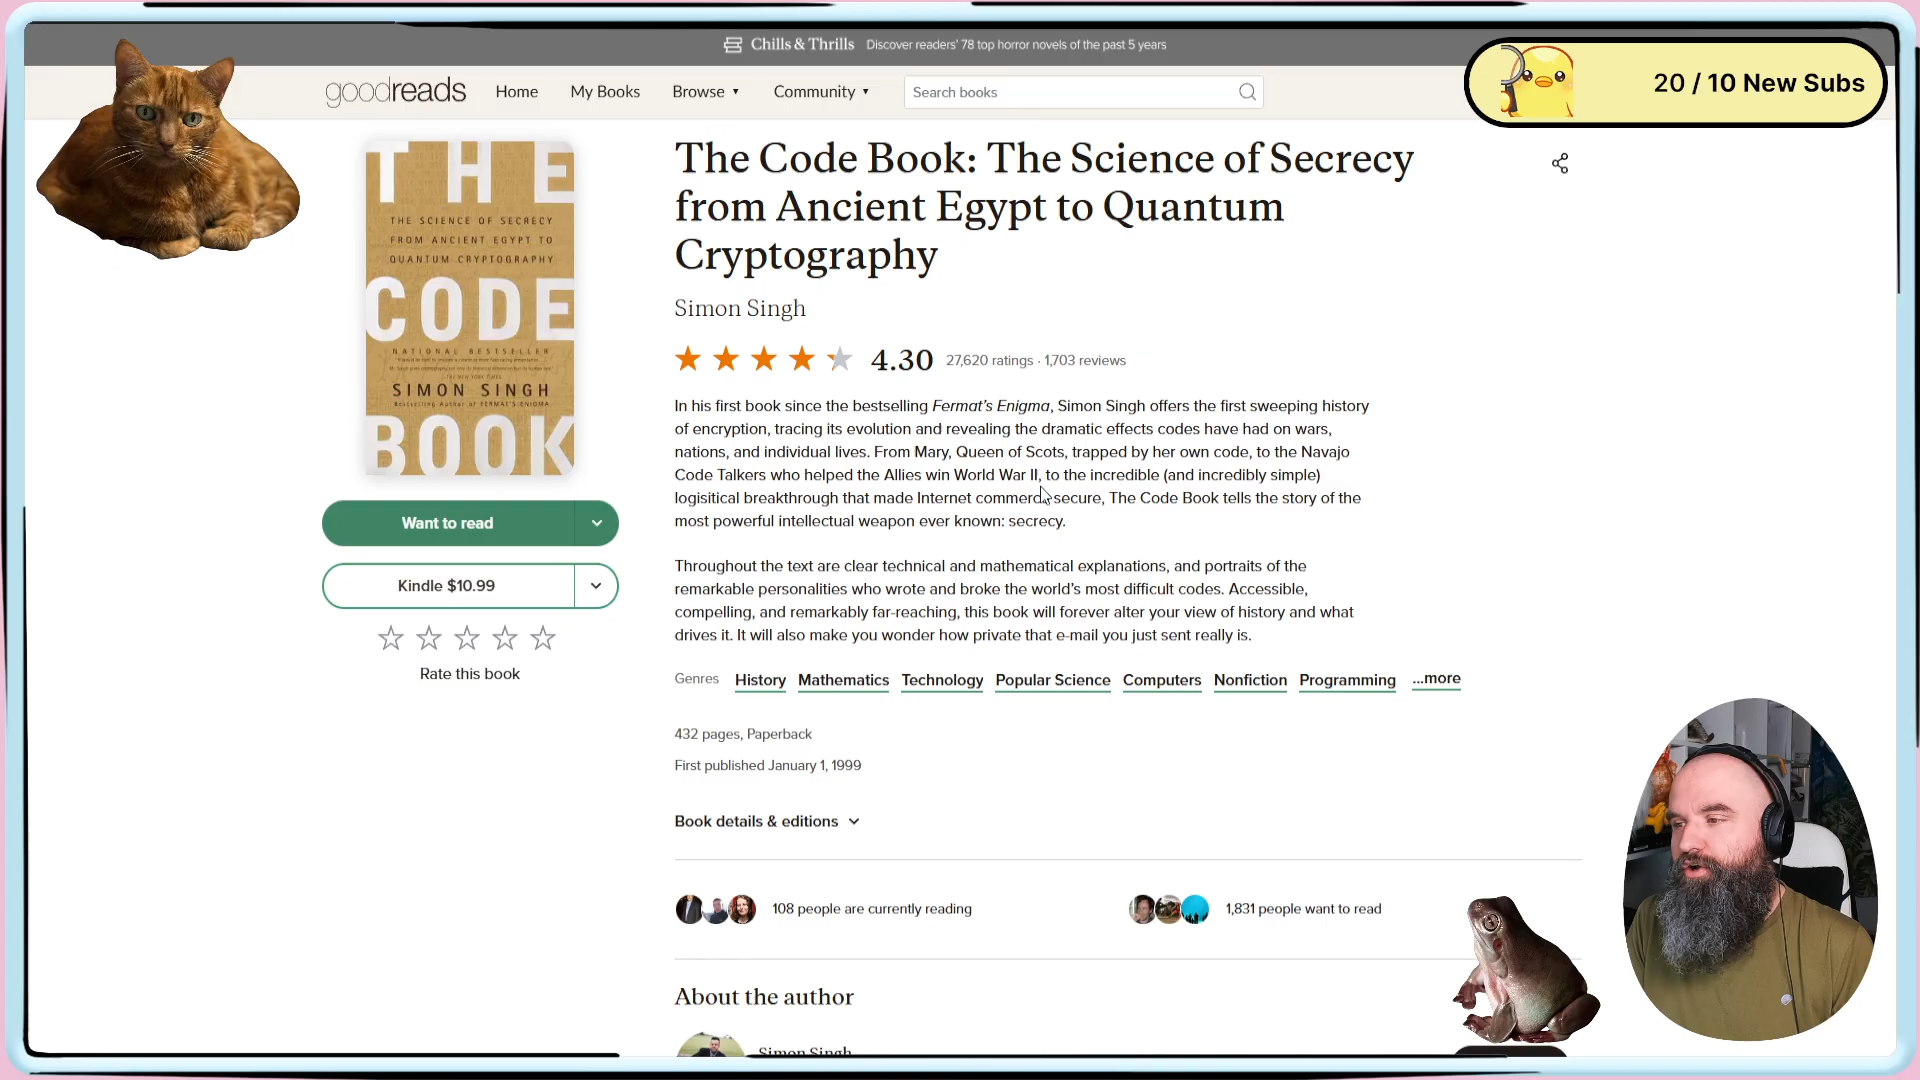 Chills & Thrills Discover readers' 78 top horror novels of the past 5 years
goodreads Home My Books Browse ▼ Community ▼ Search books
20 / 10 New Subs
THE
THE SCIENCE OF SECRECY
FROM ANCIENT EGYPT TO
QUANTUM CRYPTOGRAPHY
CODE
NATIONAL BESTSELLER
SIMON SINGH
Bestselling Author of FERMAT'S ENIGMA
BOOK
Want to read
Kindle $10.99
Rate this book
The Code Book: The Science of Secrecy
from Ancient Egypt to Quantum
Cryptography
Simon Singh
4.30 27,620 ratings · 1,703 reviews
In his first book since the bestselling Fermat's Enigma, Simon Singh offers the first sweeping history
of encryption, tracing its evolution and revealing the dramatic effects codes have had on wars,
nations, and individual lives. From Mary, Queen of Scots, trapped by her own code, to the Navajo
Code Talkers who helped the Allies win World War II, to the incredible (and incredibly simple)
logisitical breakthrough that made Internet commerce secure, The Code Book tells the story of the
most powerful intellectual weapon ever known: secrecy.
Throughout the text are clear technical and mathematical explanations, and portraits of the
remarkable personalities who wrote and broke the world's most difficult codes. Accessible,
compelling, and remarkably far-reaching, this book will forever alter your view of history and what
drives it. It will also make you wonder how private that e-mail you just sent really is.
Genres History Mathematics Technology Popular Science Computers Nonfiction Programming ...more
432 pages, Paperback
First published January 1, 1999
Book details & editions
108 people are currently reading 1,831 people want to read
About the author
Simon Singh